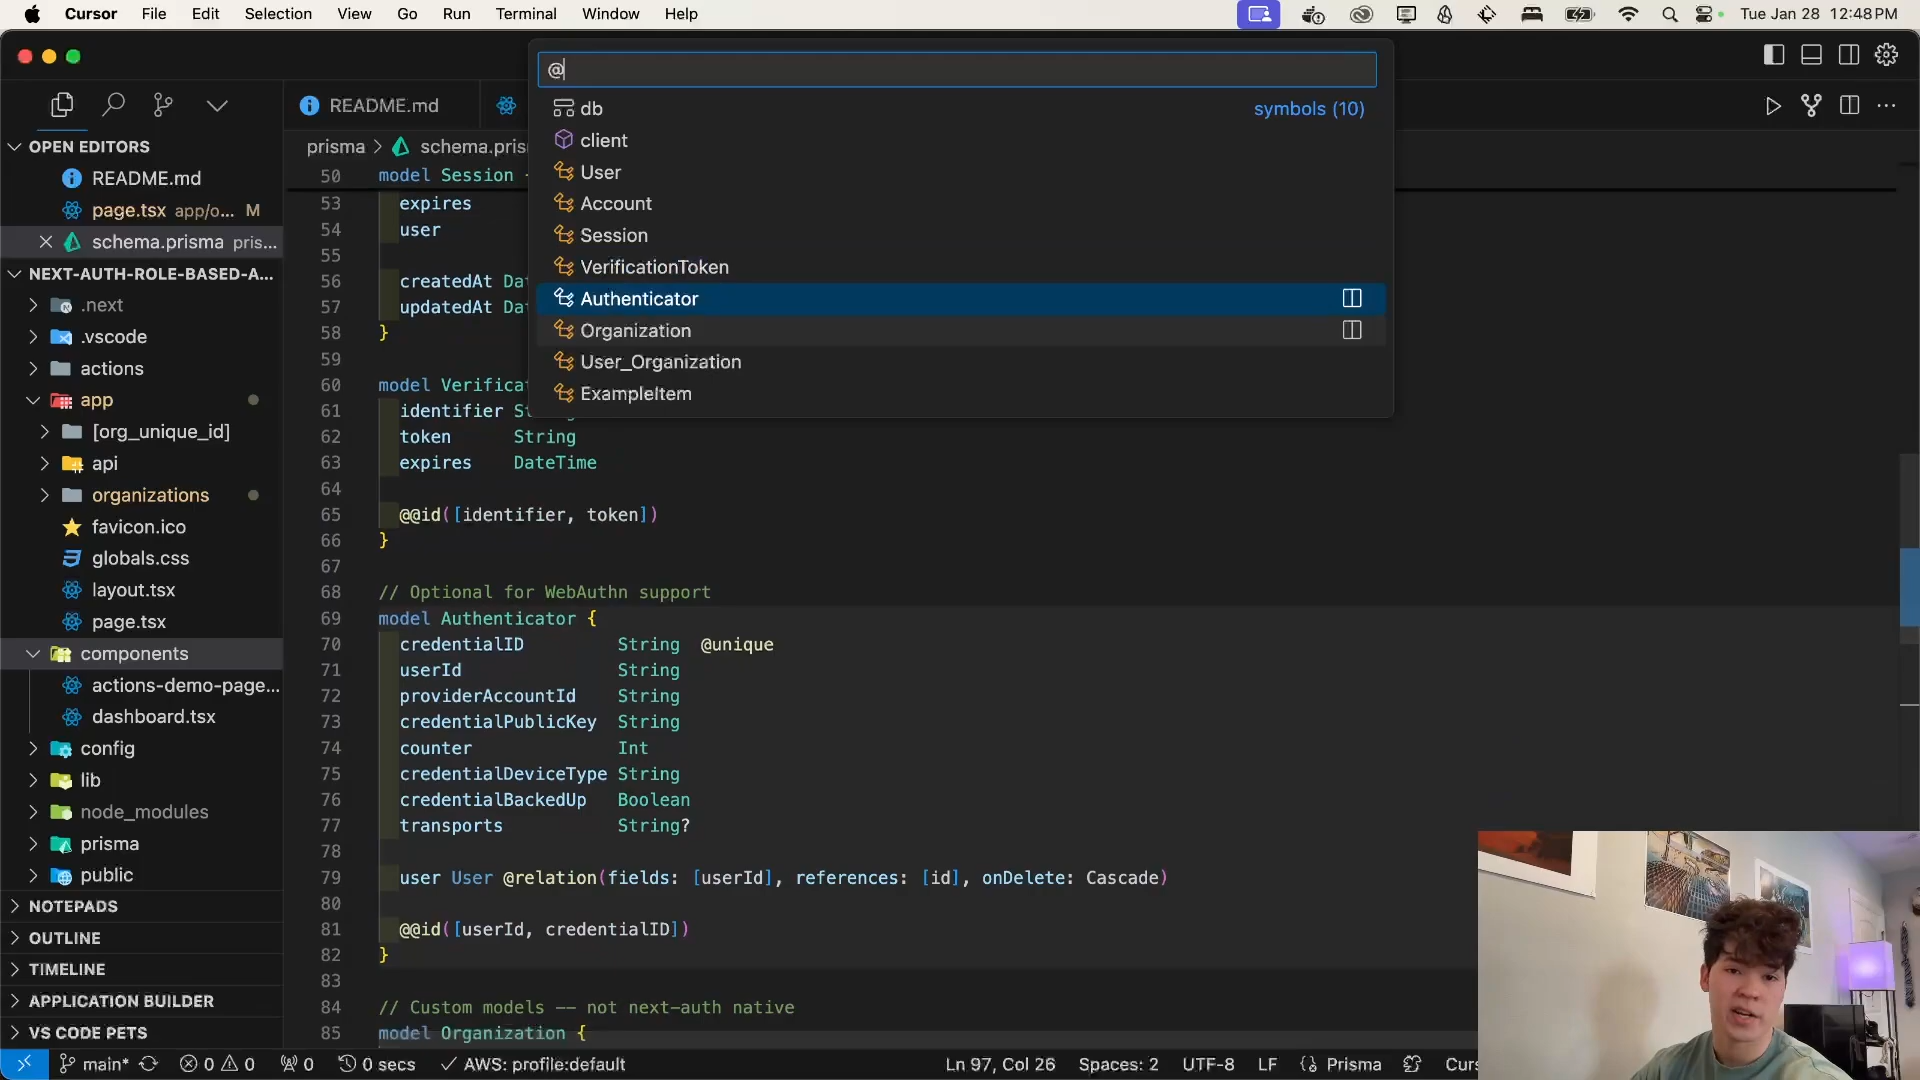 Cursor File Edit Selection View Go Run Terminal Window Help Tue Jan 28 12:48 PM
@
README.md
db symbols (10)
client
User
Account
Session
VerificationToken
Authenticator
Organization
User_Organization
ExampleItem
OPEN EDITORS
README.md
page.tsx app/o... M
schema.prisma pris...
NEXT-AUTH-ROLE-BASED-A...
.next
.vscode
actions
app
[org_unique_id]
api
organizations
favicon.ico
globals.css
layout.tsx
page.tsx
components
actions-demo-page...
dashboard.tsx
config
lib
node_modules
prisma
public
NOTEPADS
OUTLINE
TIMELINE
APPLICATION BUILDER
VS CODE PETS
prisma > schema.pris
50 model Session
53 expires
54 user
55
56 createdAt Da
57 updatedAt Da
58 }
59
60 model Verifica
61 identifier St
62 token String
63 expires DateTime
64
65 @@id([identifier, token])
66 }
67
68 // Optional for WebAuthn support
69 model Authenticator {
70 credentialID String @unique
71 userId String
72 providerAccountId String
73 credentialPublicKey String
74 counter Int
75 credentialDeviceType String
76 credentialBackedUp Boolean
77 transports String?
78
79 user User @relation(fields: [userId], references: [id], onDelete: Cascade)
80
81 @@id([userId, credentialID])
82 }
83
84 // Custom models -- not next-auth native
85 model Organization {
main* 0 0 0 0 secs AWS: profile:default Ln 97, Col 26 Spaces: 2 UTF-8 LF {} Prisma Curs